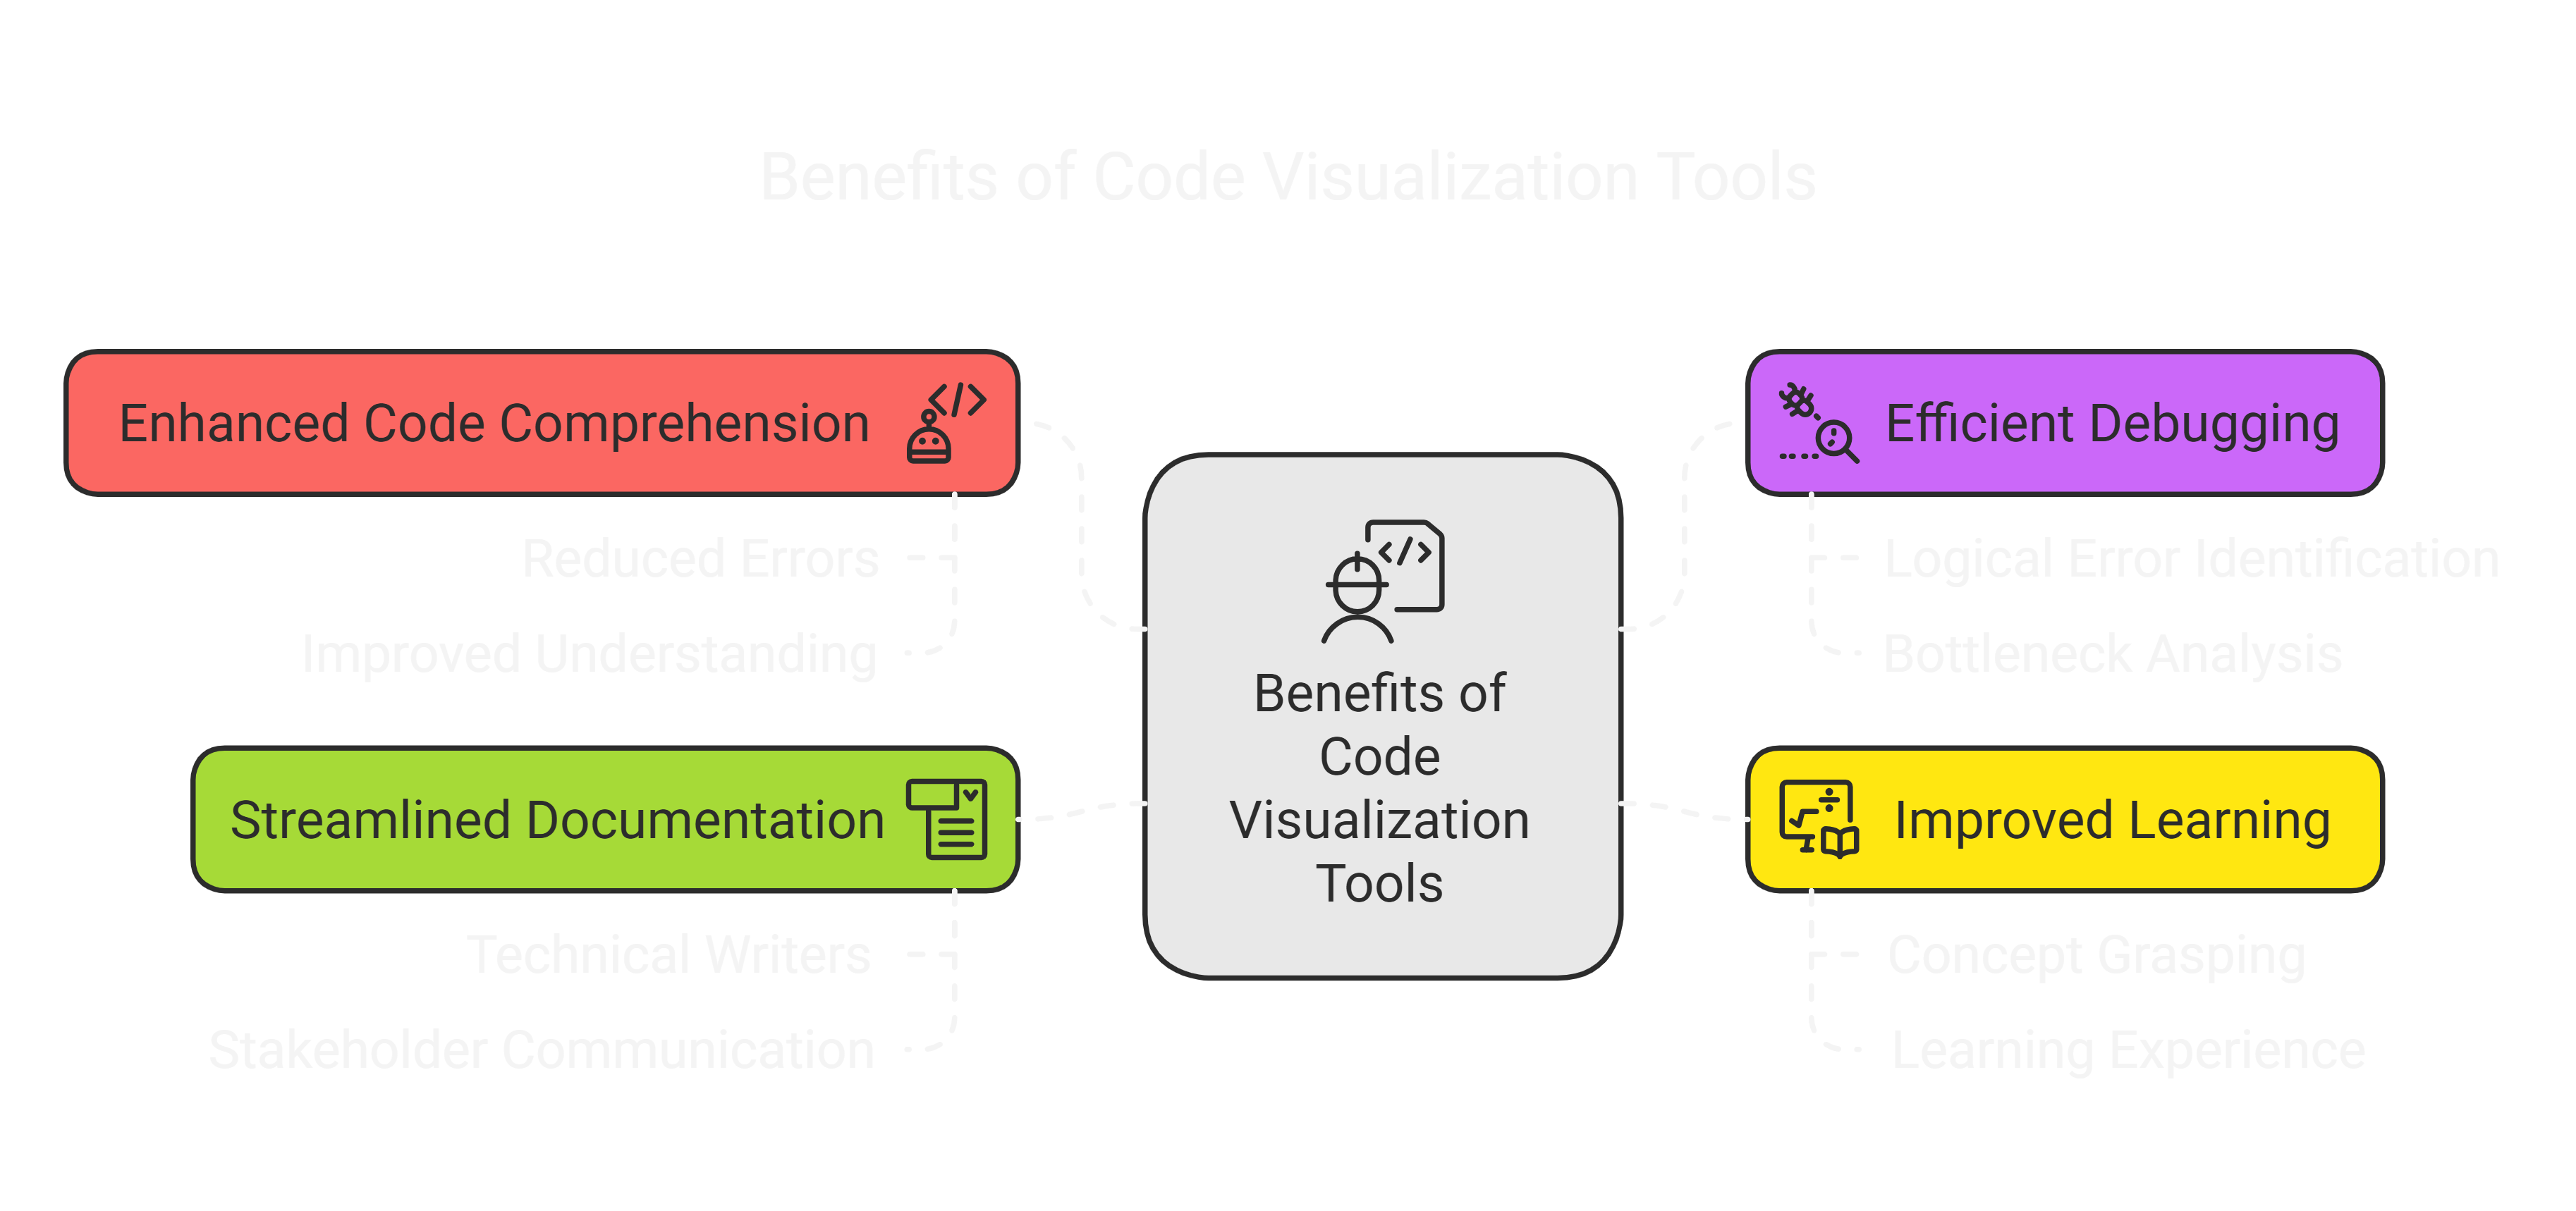 Benefits of Code Visualization Tools
Enhanced Code Comprehension
Reduced Errors
Improved Understanding
Streamlined Documentation
Technical Writers
Stakeholder Communication
Benefits of
Code
Visualization
Tools
Efficient Debugging
Logical Error Identification
Bottleneck Analysis
Improved Learning
Concept Grasping
Learning Experience